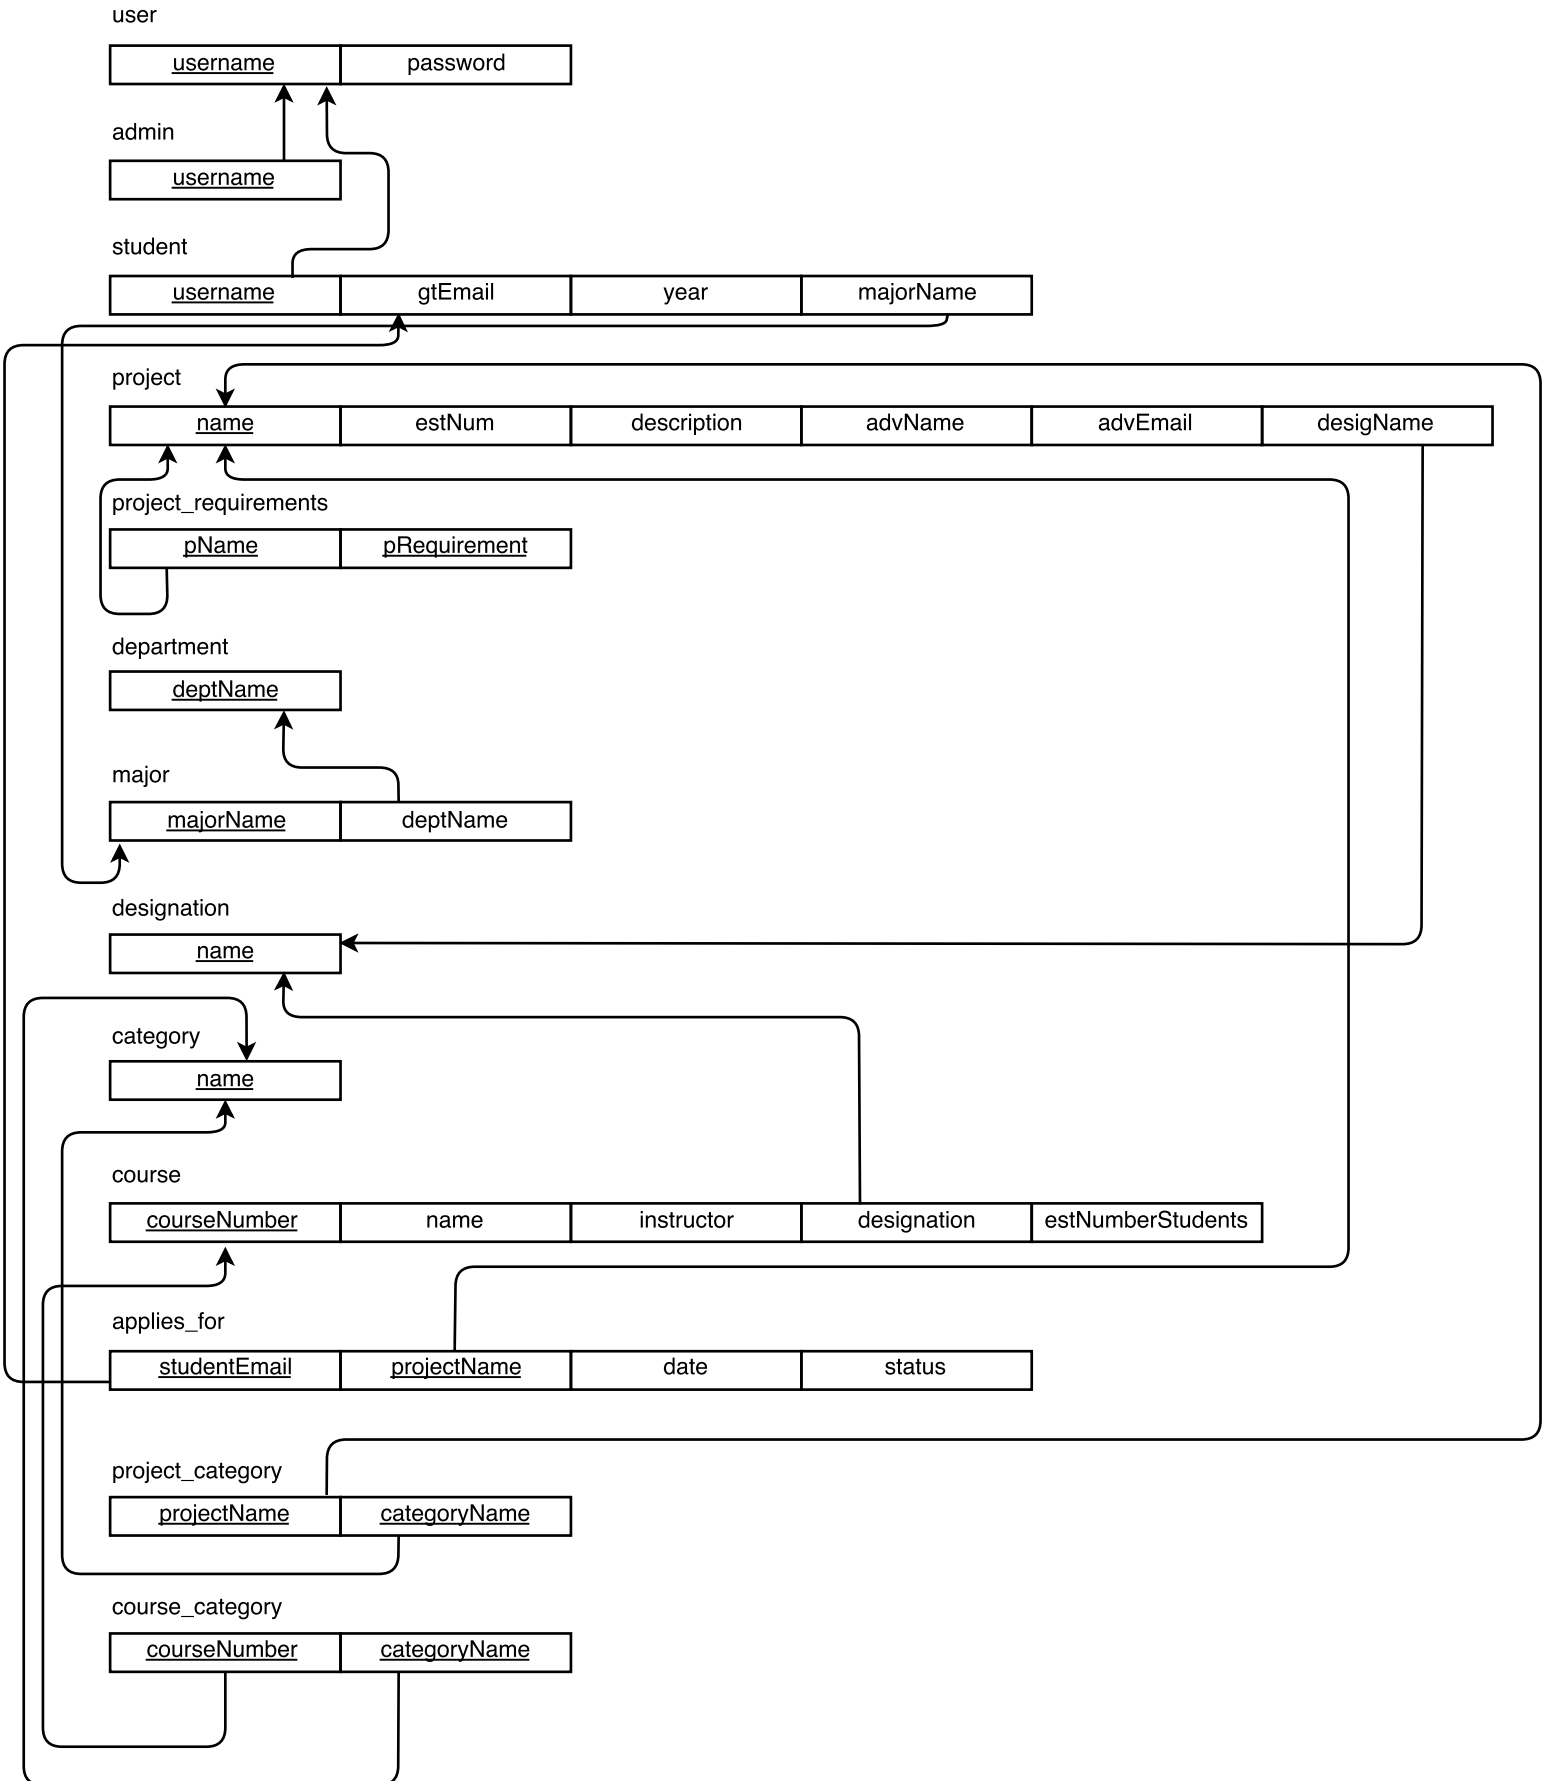 user
username password
admin
username
student
username gtEmail year majorName
project
name estNum description advName advEmail desigName
project_requirements
pName pRequirement
department
deptName
major
majorName deptName
designation
name
category
name
course
courseNumber name instructor designation estNumberStudents
applies_for
studentEmail projectName date status
project_category
projectName categoryName
course_category
courseNumber categoryName